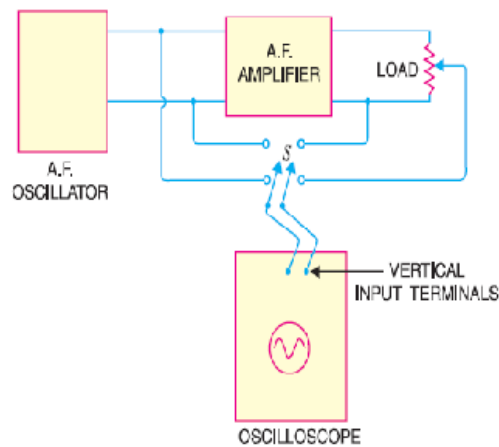 A.F.
AMPLIFIER
LOAD
A.F.
OSCILLATOR
S
VERTICAL
INPUT TERMINALS
OSCILLOSCOPE